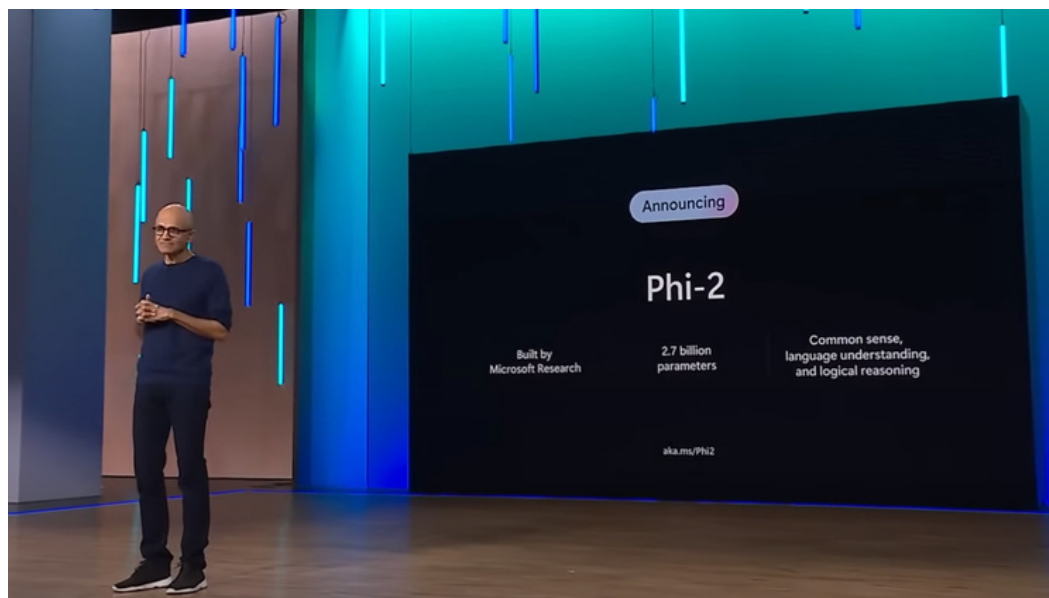 Announcing
Phi-2
Built by
Microsoft Research
2.7 billion
parameters
Common sense,
language understanding,
and logical reasoning
aka.ms/Phi2